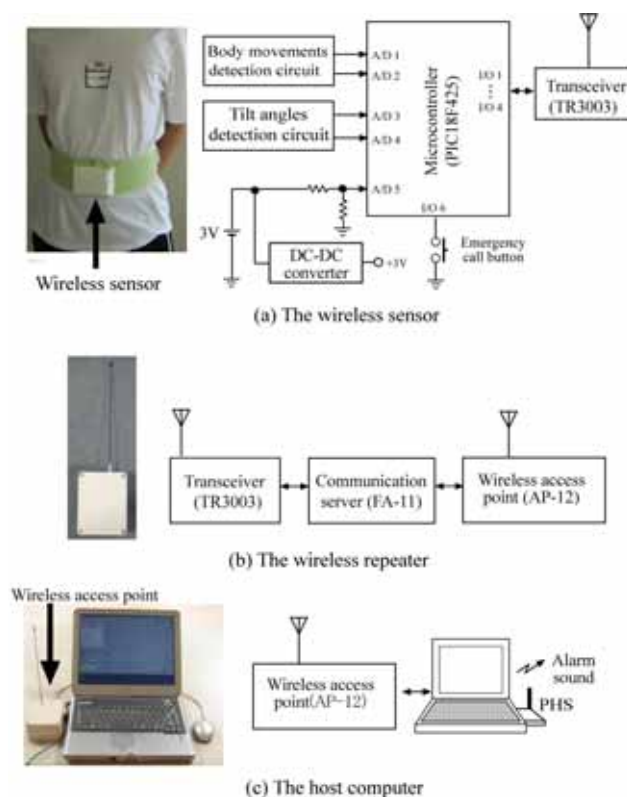 Body movements
detection circuit
Tilt angles
detection circuit
A/D 1
A/D 2
A/D 3
A/D 4
A/D 5
Microcontroller
(PIC18F425)
I/O 1
I/O 4
I/O 6
Transceiver
(TR3003)
3V
DC-DC
converter
+3V
Emergency
call button
Wireless sensor
(a) The wireless sensor
Transceiver
(TR3003)
Communication
server (FA-11)
Wireless access
point (AP-12)
(b) The wireless repeater
Wireless access point
Wireless access
point(AP-12)
Alarm
sound
PHS
(c) The host computer